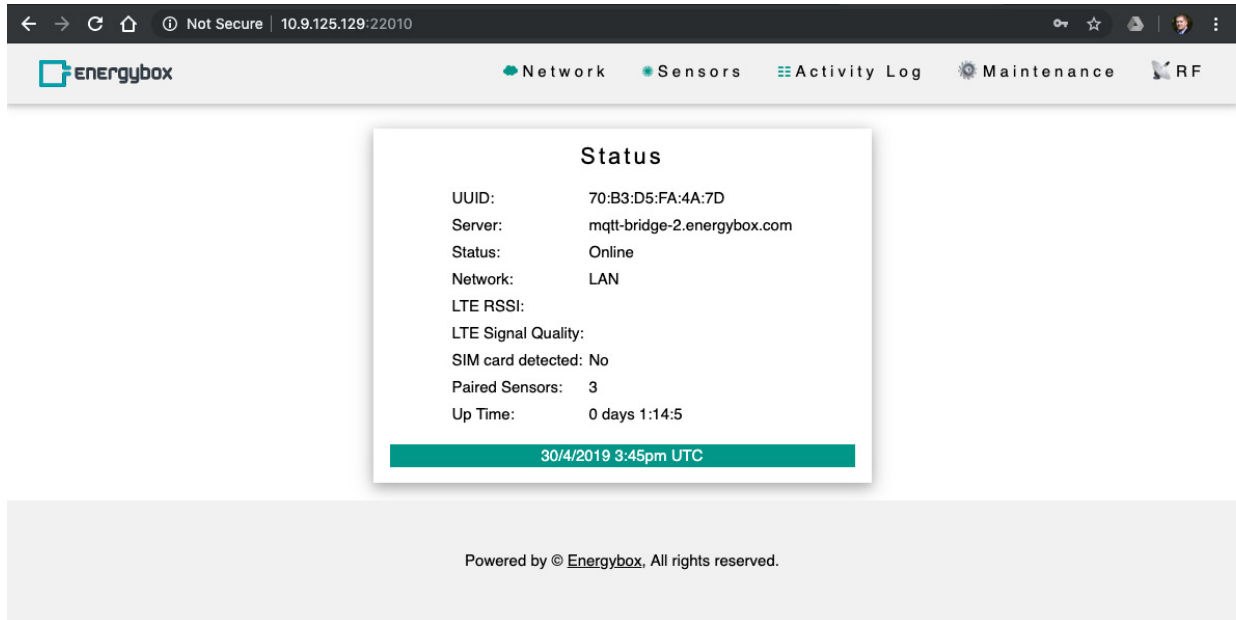 Not Secure | 10.9.125.129:22010
energybox
Network Sensors Activity Log Maintenance RF
Status
UUID: 70:B3:D5:FA:4A:7D
Server: mqtt-bridge-2.energybox.com
Status: Online
Network: LAN
LTE RSSI:
LTE Signal Quality:
SIM card detected: No
Paired Sensors: 3
Up Time: 0 days 1:14:5
30/4/2019 3:45pm UTC
Powered by © Energybox, All rights reserved.